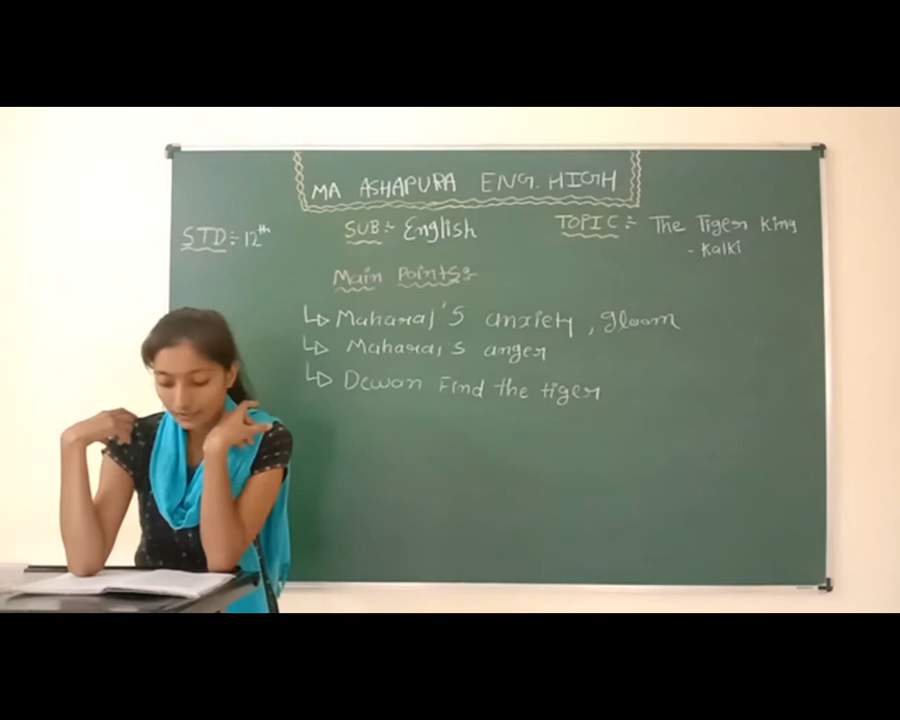 MA ASHAPURA ENG. HIGH
STD:- 12th
SUB:- English
TOPIC:- The Tiger King
- Kalki
Main Points:-
↳ Maharaj's anxiety, gloom
↳ Maharaj's anger
↳ Dewan Find the tiger